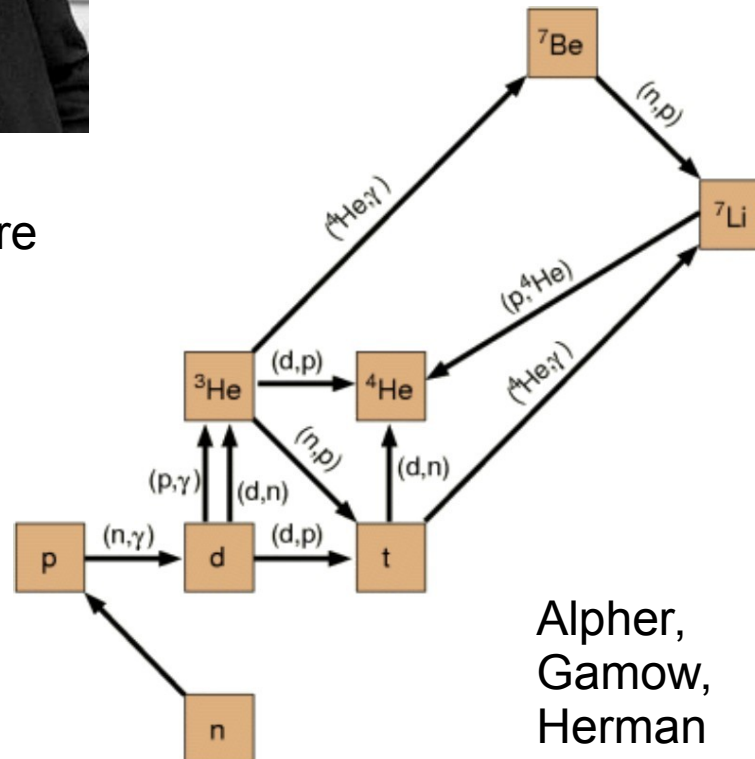 ⁷Be
(n,p)
re
⁷Li
(⁴He,γ)
(p,⁴He)
³He
(d,p)
⁴He
(⁴He,γ)
(n,p)
(p,γ)
(d,n)
(d,n)
p
(n,γ)
d
(d,p)
t
n
Alpher,
Gamow,
Herman